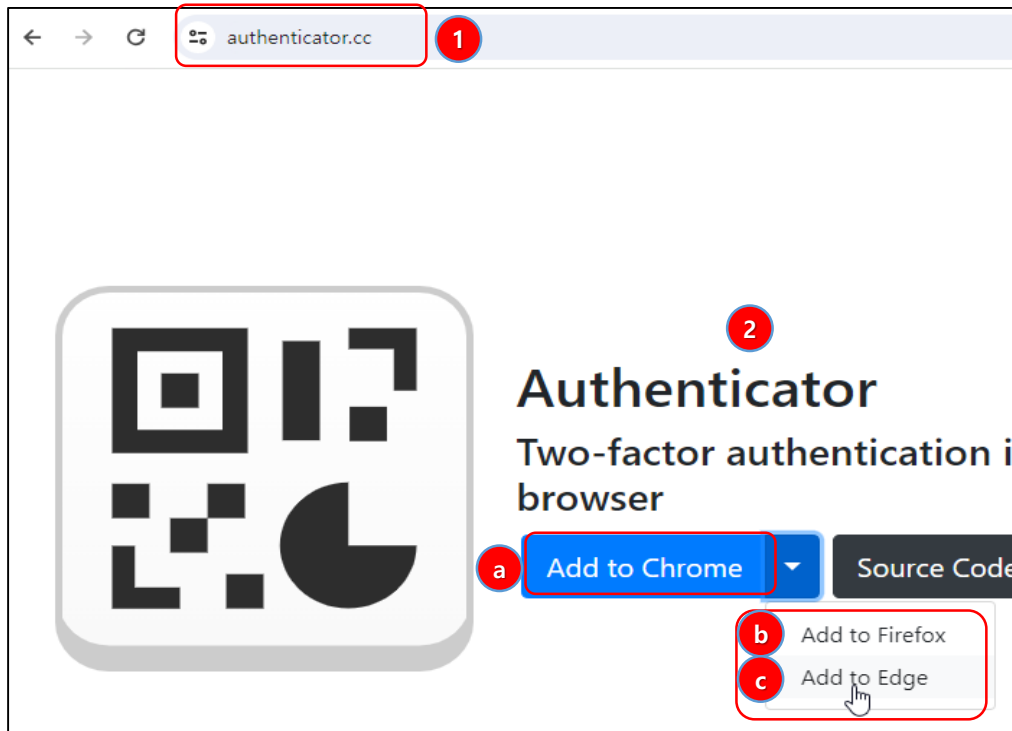 authenticator.cc
1
2
Authenticator
Two-factor authentication i
browser
a
Add to Chrome
Source Code
b
Add to Firefox
c
Add to Edge